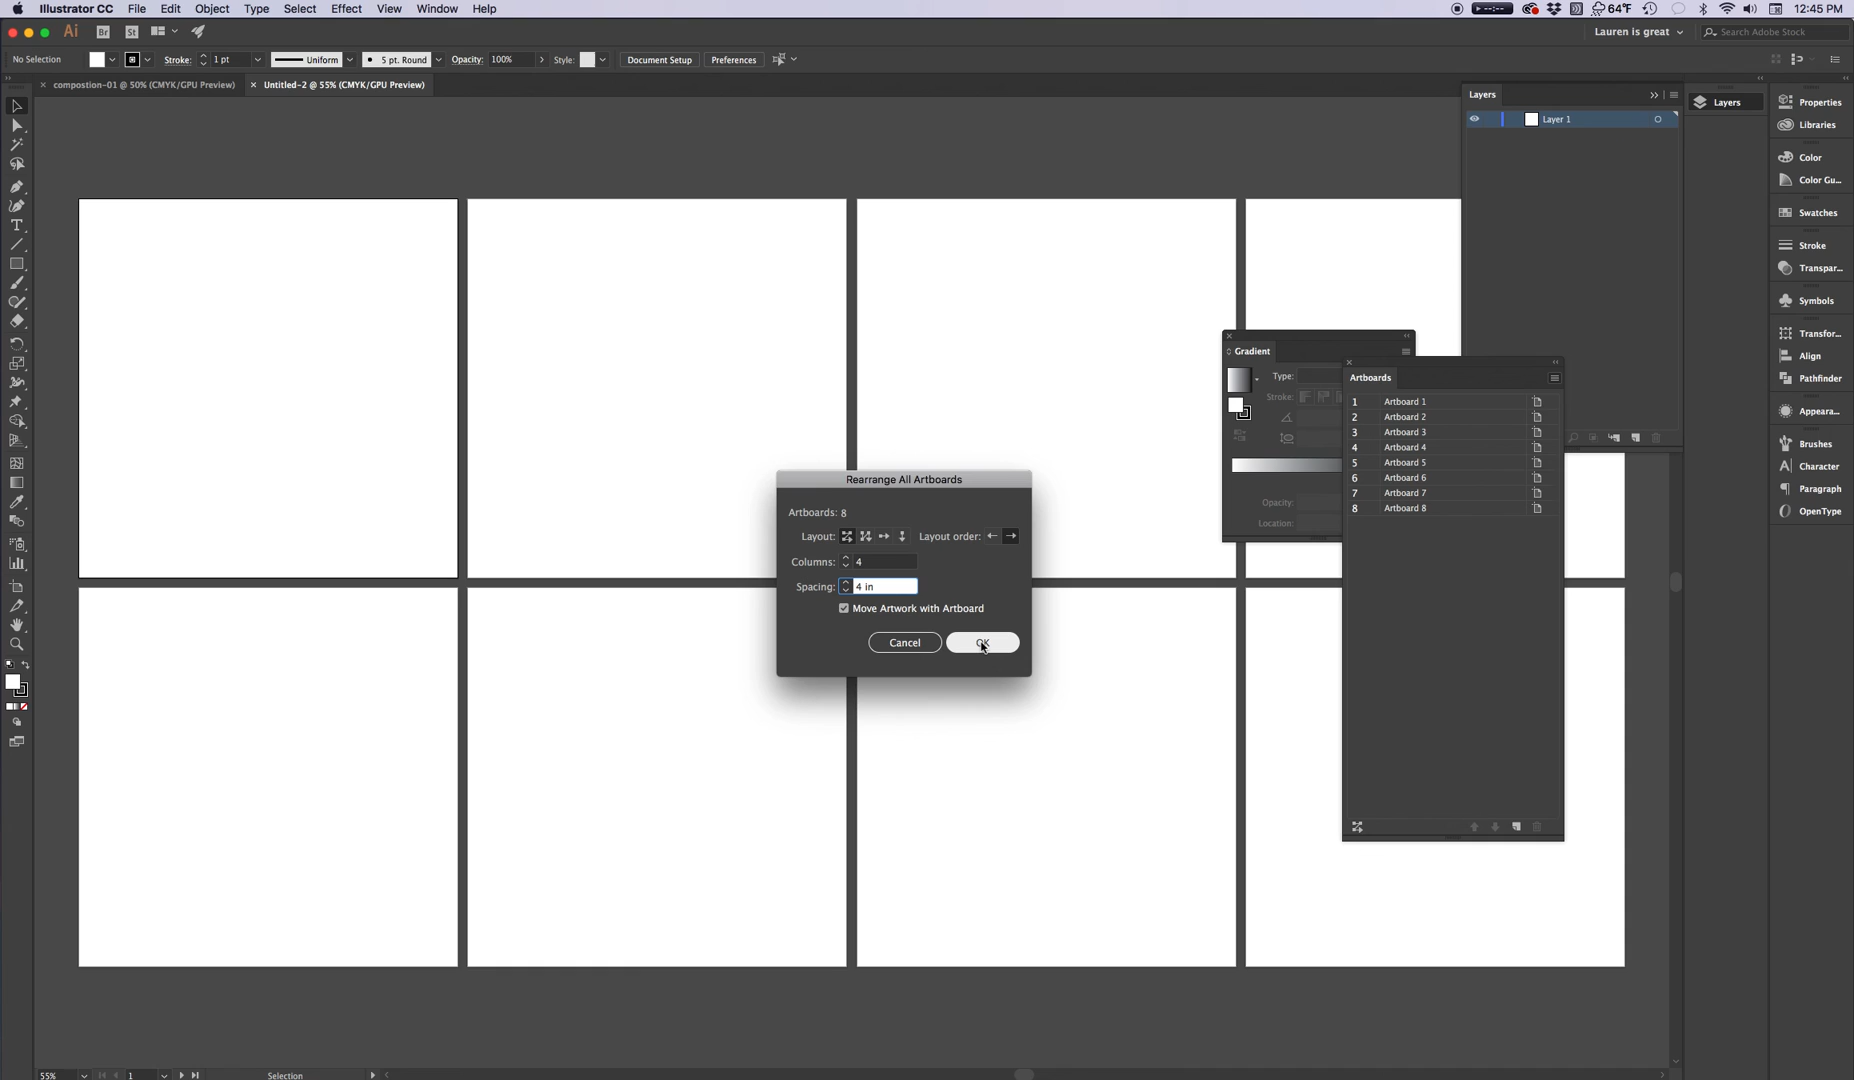 Illustrator CC File Edit Object Type Select Effect View Window Help --:-- 64°F 12:45 PM
Ai Br St Lauren is great Search Adobe Stock
No Selection Stroke: 1 pt Uniform 5 pt. Round Opacity: 100% Style: Document Setup Preferences
compostion-01 @ 50% (CMYK/GPU Preview) Untitled-2 @ 55% (CMYK/GPU Preview)
Layers
Layer 1
Layers
Properties
Libraries
Color
Color Gu...
Swatches
Stroke
Transpar...
Symbols
Transfor...
Align
Pathfinder
Appeara...
Brushes
Character
Paragraph
OpenType
Gradient
Type:
Stroke:
Opacity:
Location:
Artboards
1 Artboard 1
2 Artboard 2
3 Artboard 3
4 Artboard 4
5 Artboard 5
6 Artboard 6
7 Artboard 7
8 Artboard 8
Rearrange All Artboards
Artboards: 8
Layout: Layout order:
Columns: 4
Spacing: 4 in
Move Artwork with Artboard
Cancel OK
55% 1 Selection